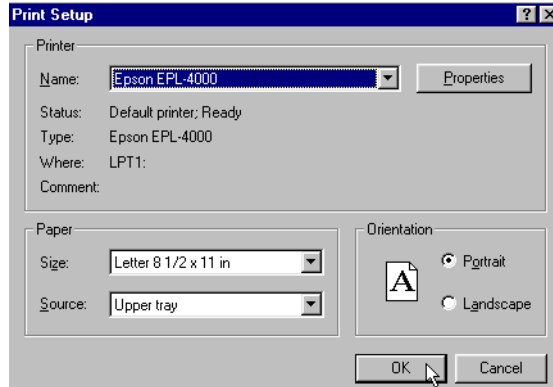 Print Setup
Printer
Name: Epson EPL-4000 Properties
Status: Default printer; Ready
Type: Epson EPL-4000
Where: LPT1:
Comment:
Paper
Size: Letter 8 1/2 x 11 in
Source: Upper tray
Orientation
A
Portrait
Landscape
OK Cancel